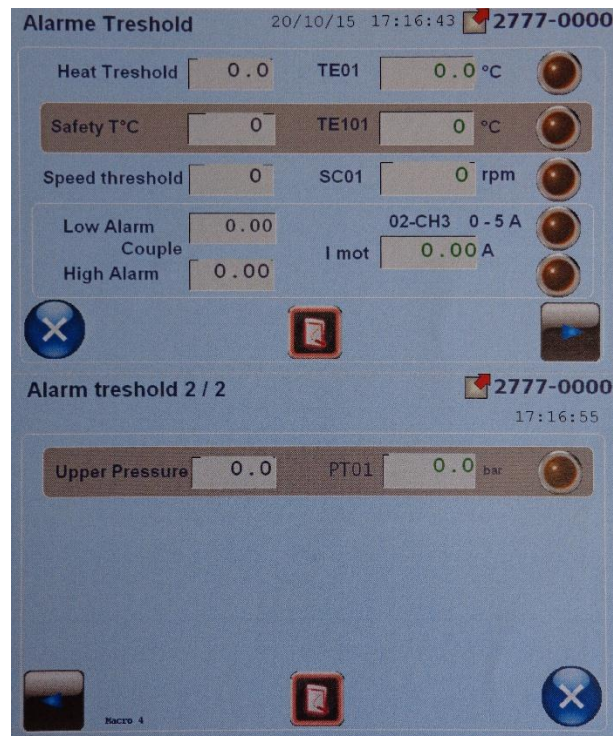 Alarme Treshold 20/10/15 17:16:43 2777-0000
Heat Treshold 0.0 TE01 0.0 °C
Safety T°C 0 TE101 0 °C
Speed threshold 0 SC01 0 rpm
Low Alarm 0.00 02-CH3 0-5 A
Couple I mot 0.00 A
High Alarm 0.00
Alarm treshold 2 / 2 2777-0000
17:16:55
Upper Pressure 0.0 PT01 0.0 bar
Macro 4